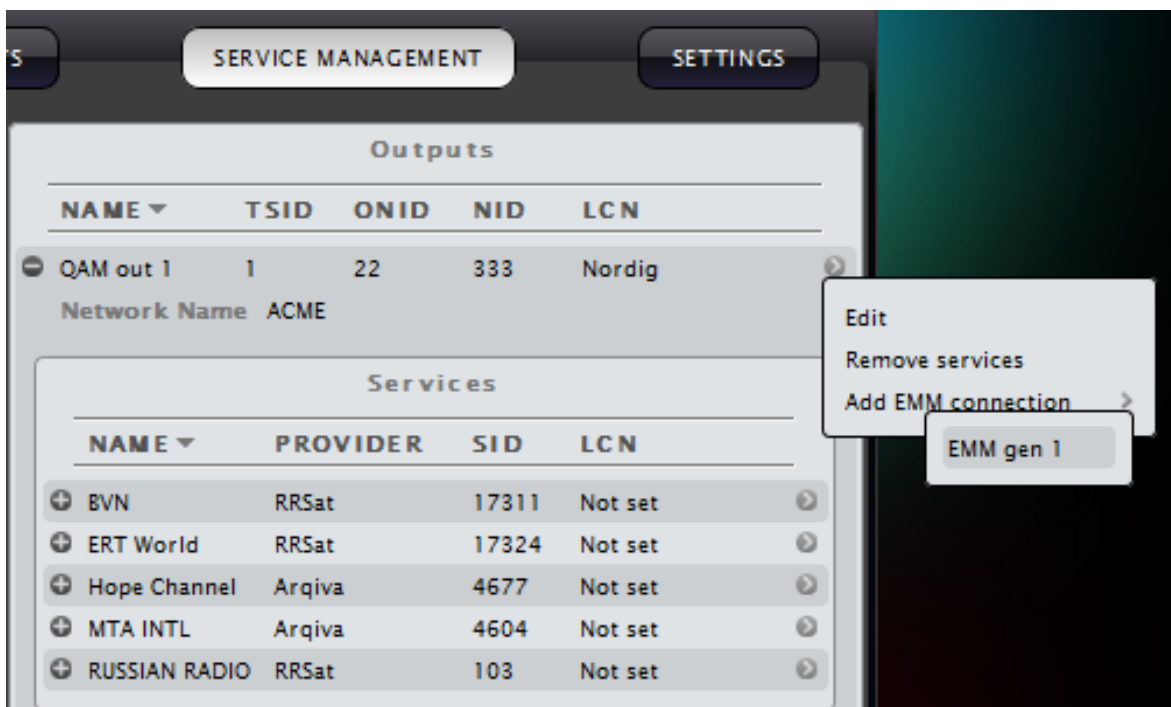 'S SERVICE MANAGEMENT SETTINGS
Outputs
NAME TSID ONID NID LCN
QAM out 1 1 22 333 Nordig
Network Name ACME
Edit
Remove services
Add EMM connection
EMM gen 1
Services
NAME PROVIDER SID LCN
BVN RRSat 17311 Not set
ERT World RRSat 17324 Not set
Hope Channel Arqiva 4677 Not set
MTA INTL Arqiva 4604 Not set
RUSSIAN RADIO RRSat 103 Not set